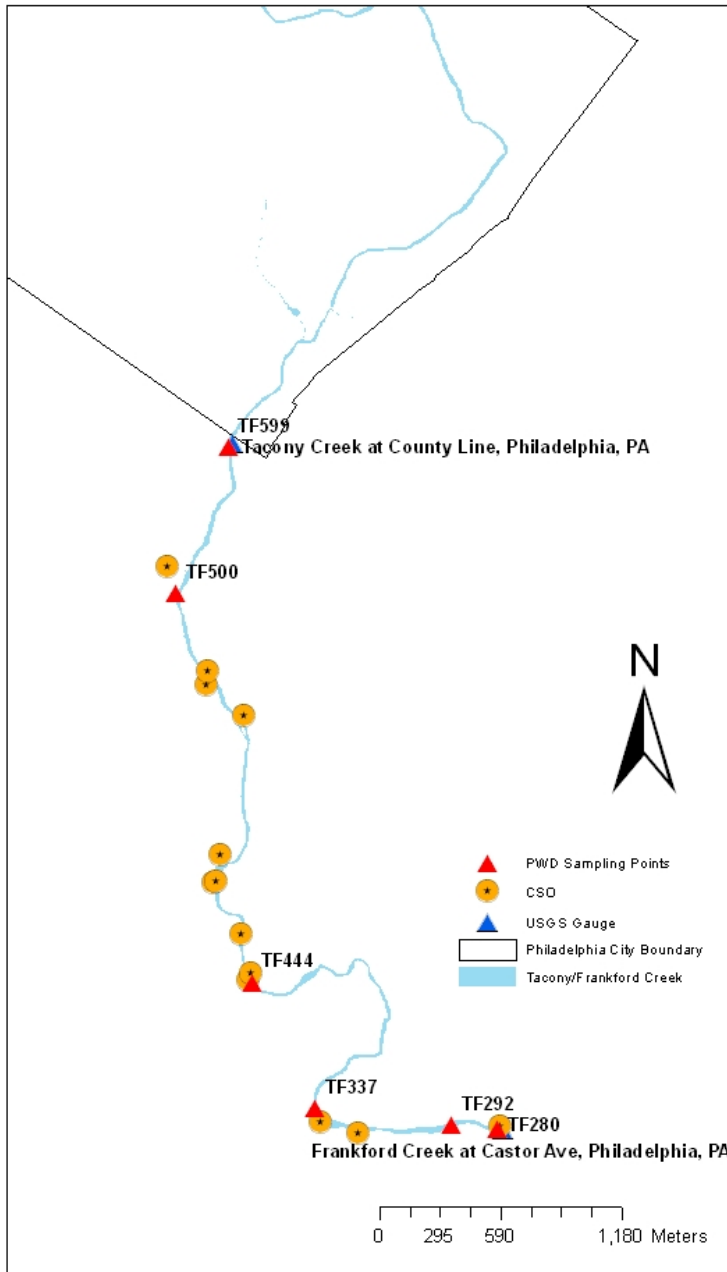 TF599
Tacony Creek at County Line, Philadelphia, PA
TF500
N
PWD Sampling Points
CSO
USGS Gauge
Philadelphia City Boundary
Tacony/Frankford Creek
TF444
TF337
TF292
TF280
Frankford Creek at Castor Ave, Philadelphia, PA
0 295 590 1,180 Meters